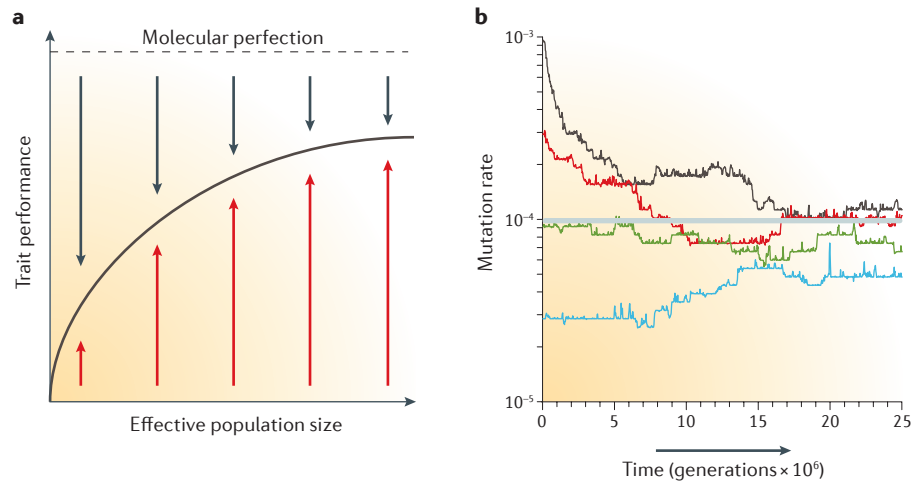 a
Molecular perfection
Trait performance
Effective population size
b
10⁻³
10⁻⁴
10⁻⁵
Mutation rate
0 5 10 15 20 25
Time (generations × 10⁶)